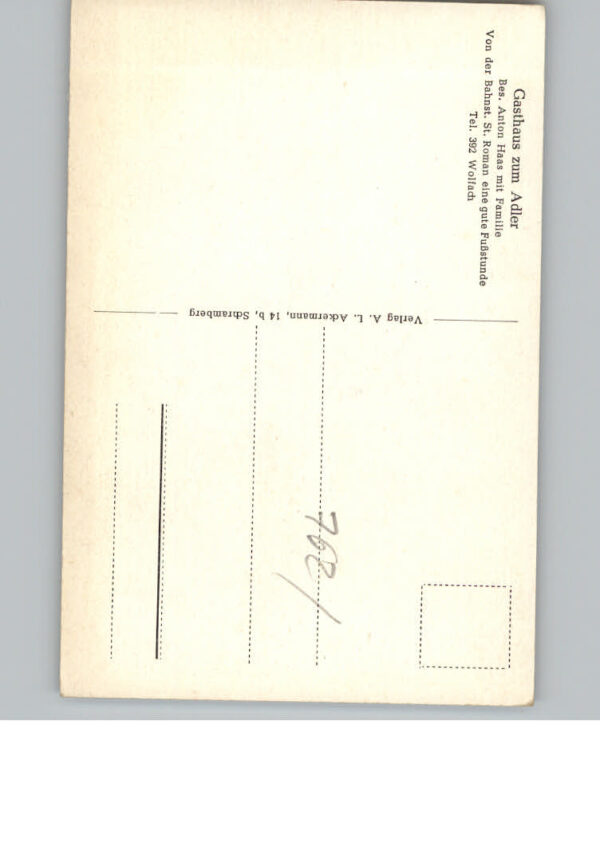 Gasthaus zum Adler
Bes. Anton Haas mit Familie
Von der Bahnst. St. Roman eine gute Fußstunde
Tel. 392 Wolfach
Verlag A. L. Ackermann, 14 b, Schramberg